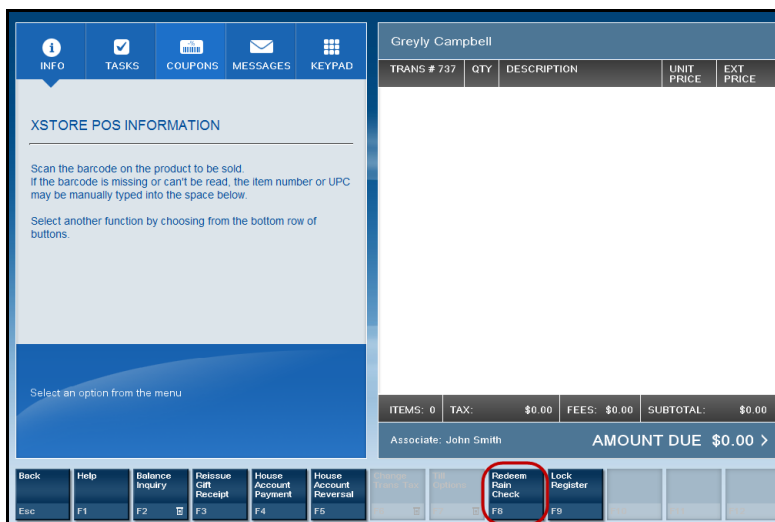 INFO
TASKS
COUPONS
MESSAGES
KEYPAD
XSTORE POS INFORMATION
Scan the barcode on the product to be sold.
If the barcode is missing or can't be read, the item number or UPC
may be manually typed into the space below.
Select another function by choosing from the bottom row of
buttons.
Select an option from the menu
Greyly Campbell
TRANS # 737 QTY DESCRIPTION UNIT PRICE EXT PRICE
ITEMS: 0 TAX: $0.00 FEES: $0.00 SUBTOTAL: $0.00
Associate: John Smith AMOUNT DUE $0.00 >
Back
Esc
Help
F1
Balance
Inquiry
F2
Reissue
Gift
Receipt
F3
House
Account
Payment
F4
House
Account
Reversal
F5
Change
Trans Tax
Till
Options
Redeem
Rain
Check
F8
Lock
Register
F9